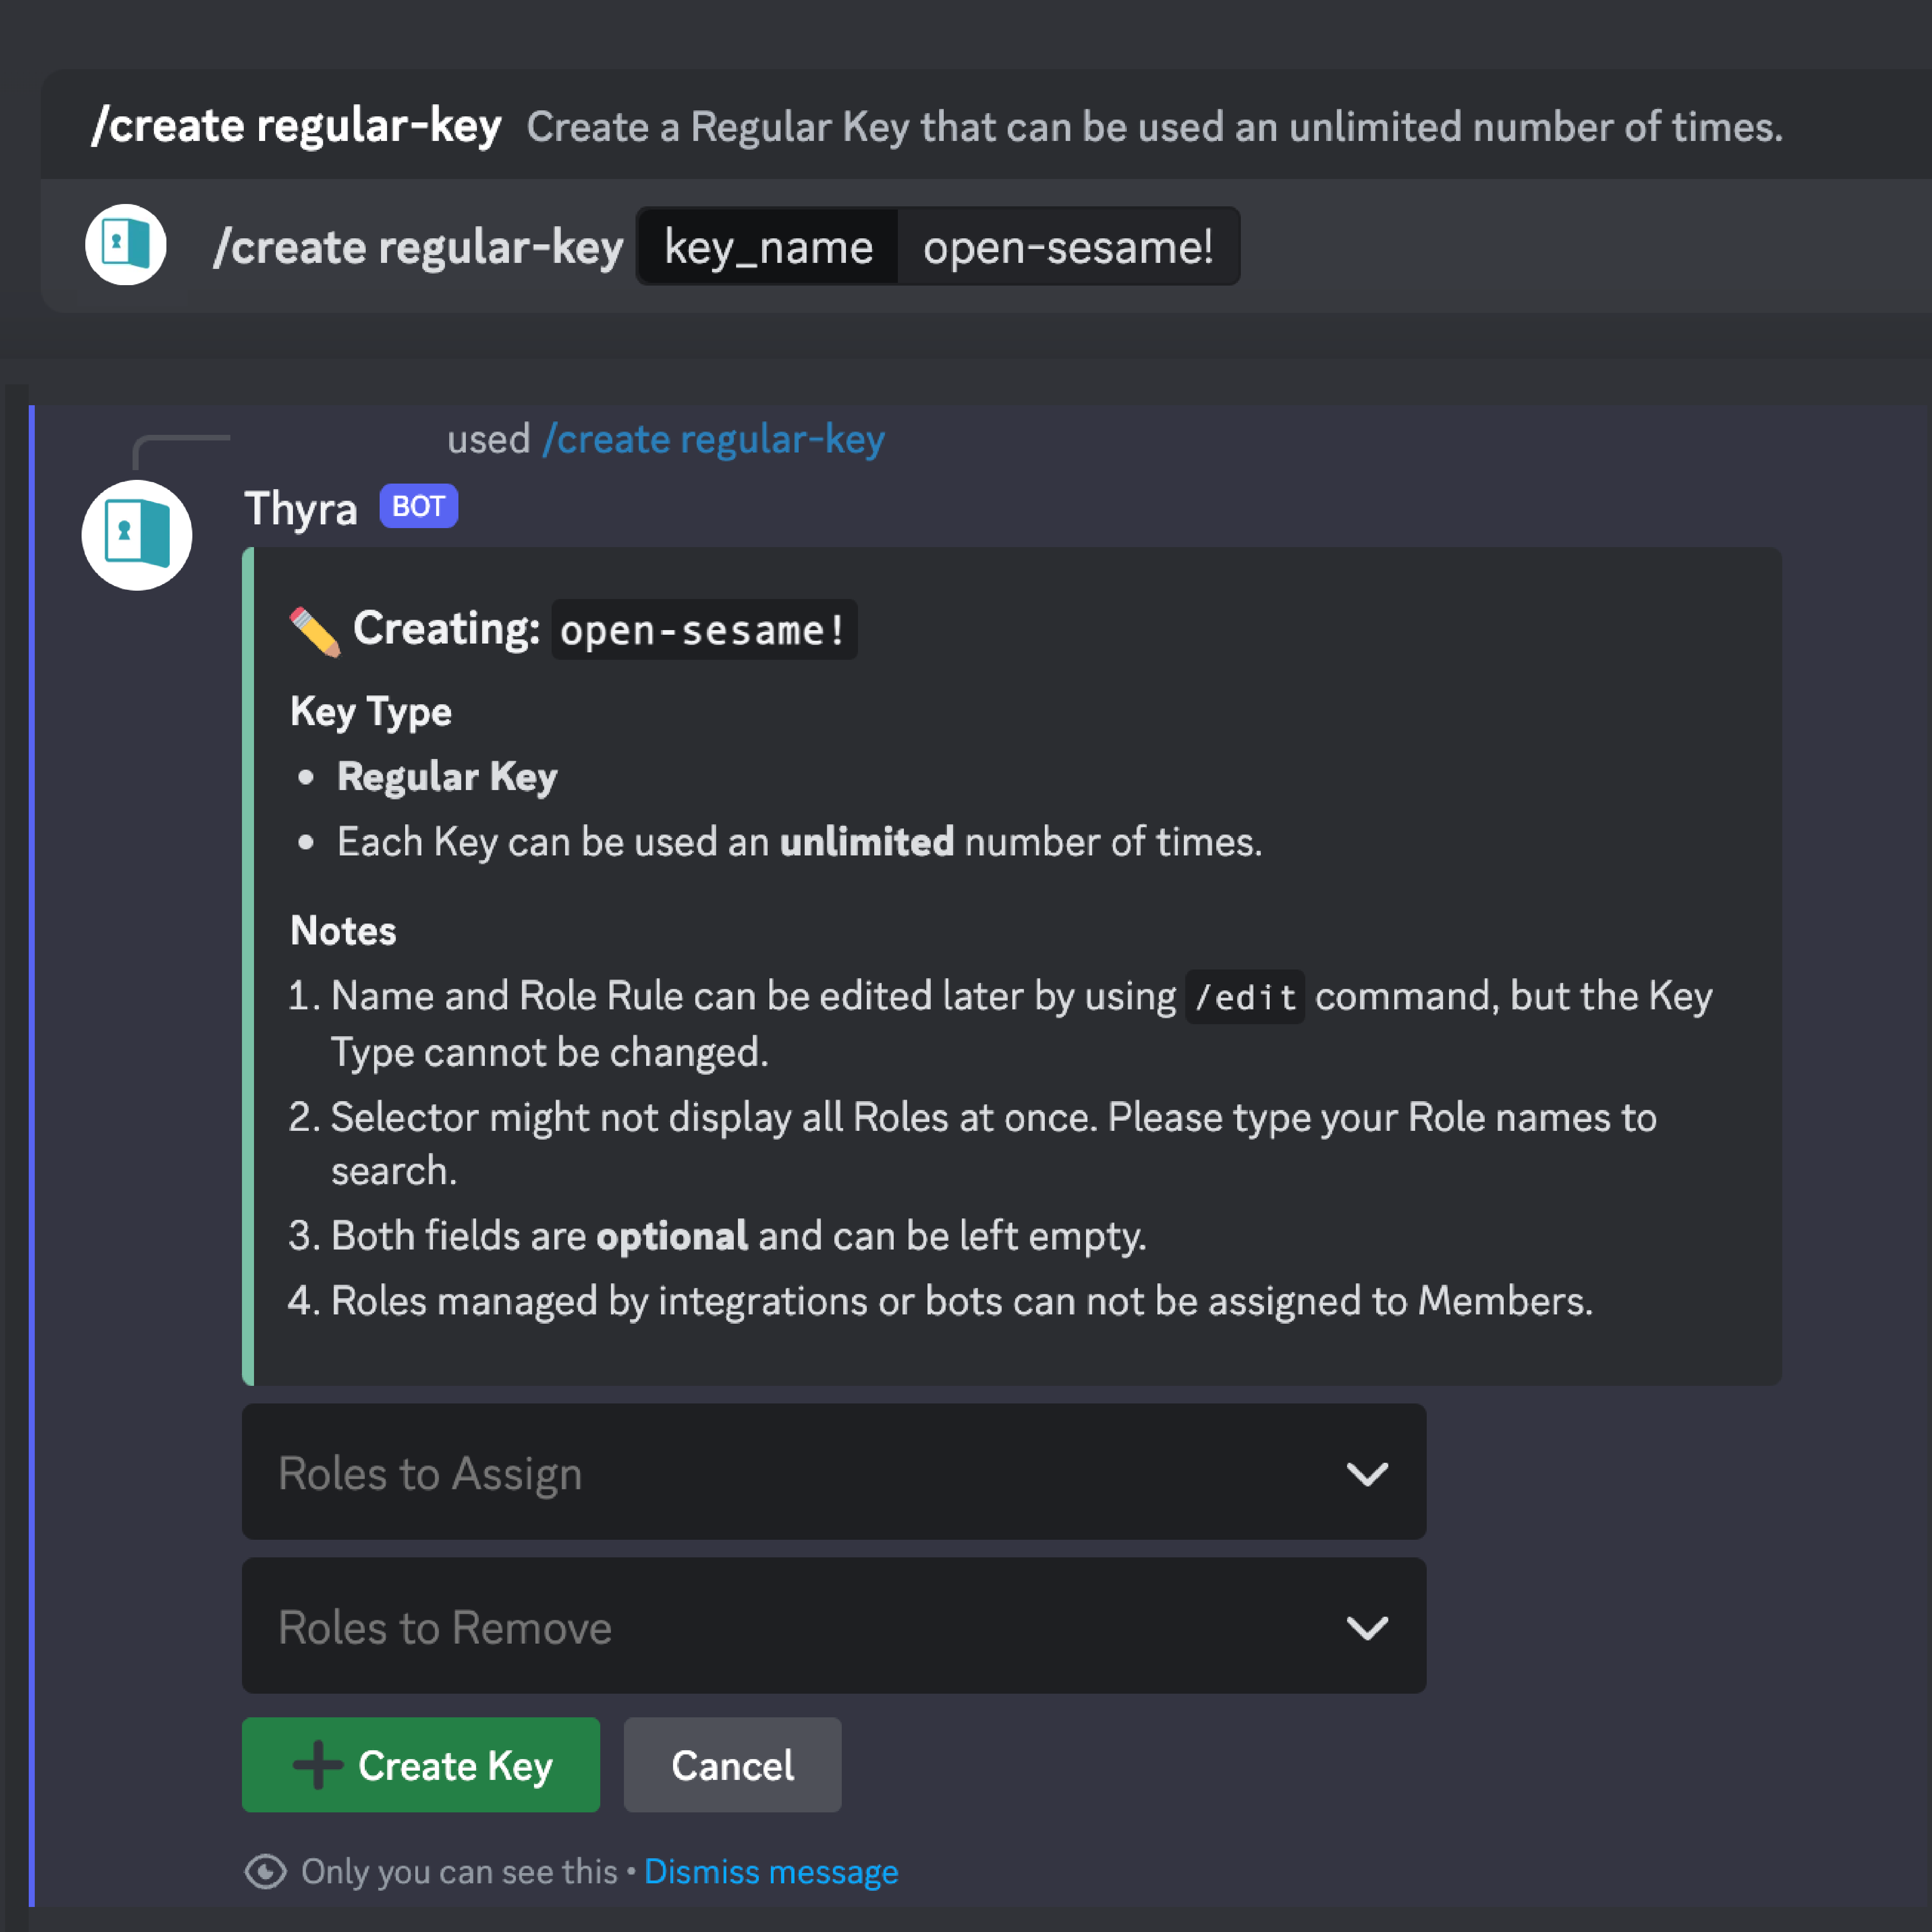 /create regular-key Create a Regular Key that can be used an unlimited number of times.
/create regular-key key_name open-sesame!
used /create regular-key
Thyra BOT
Creating: open-sesame!
Key Type
• Regular Key
• Each Key can be used an unlimited number of times.
Notes
1. Name and Role Rule can be edited later by using /edit command, but the Key
Type cannot be changed.
2. Selector might not display all Roles at once. Please type your Role names to
search.
3. Both fields are optional and can be left empty.
4. Roles managed by integrations or bots can not be assigned to Members.
Roles to Assign
Roles to Remove
Create Key Cancel
Only you can see this • Dismiss message